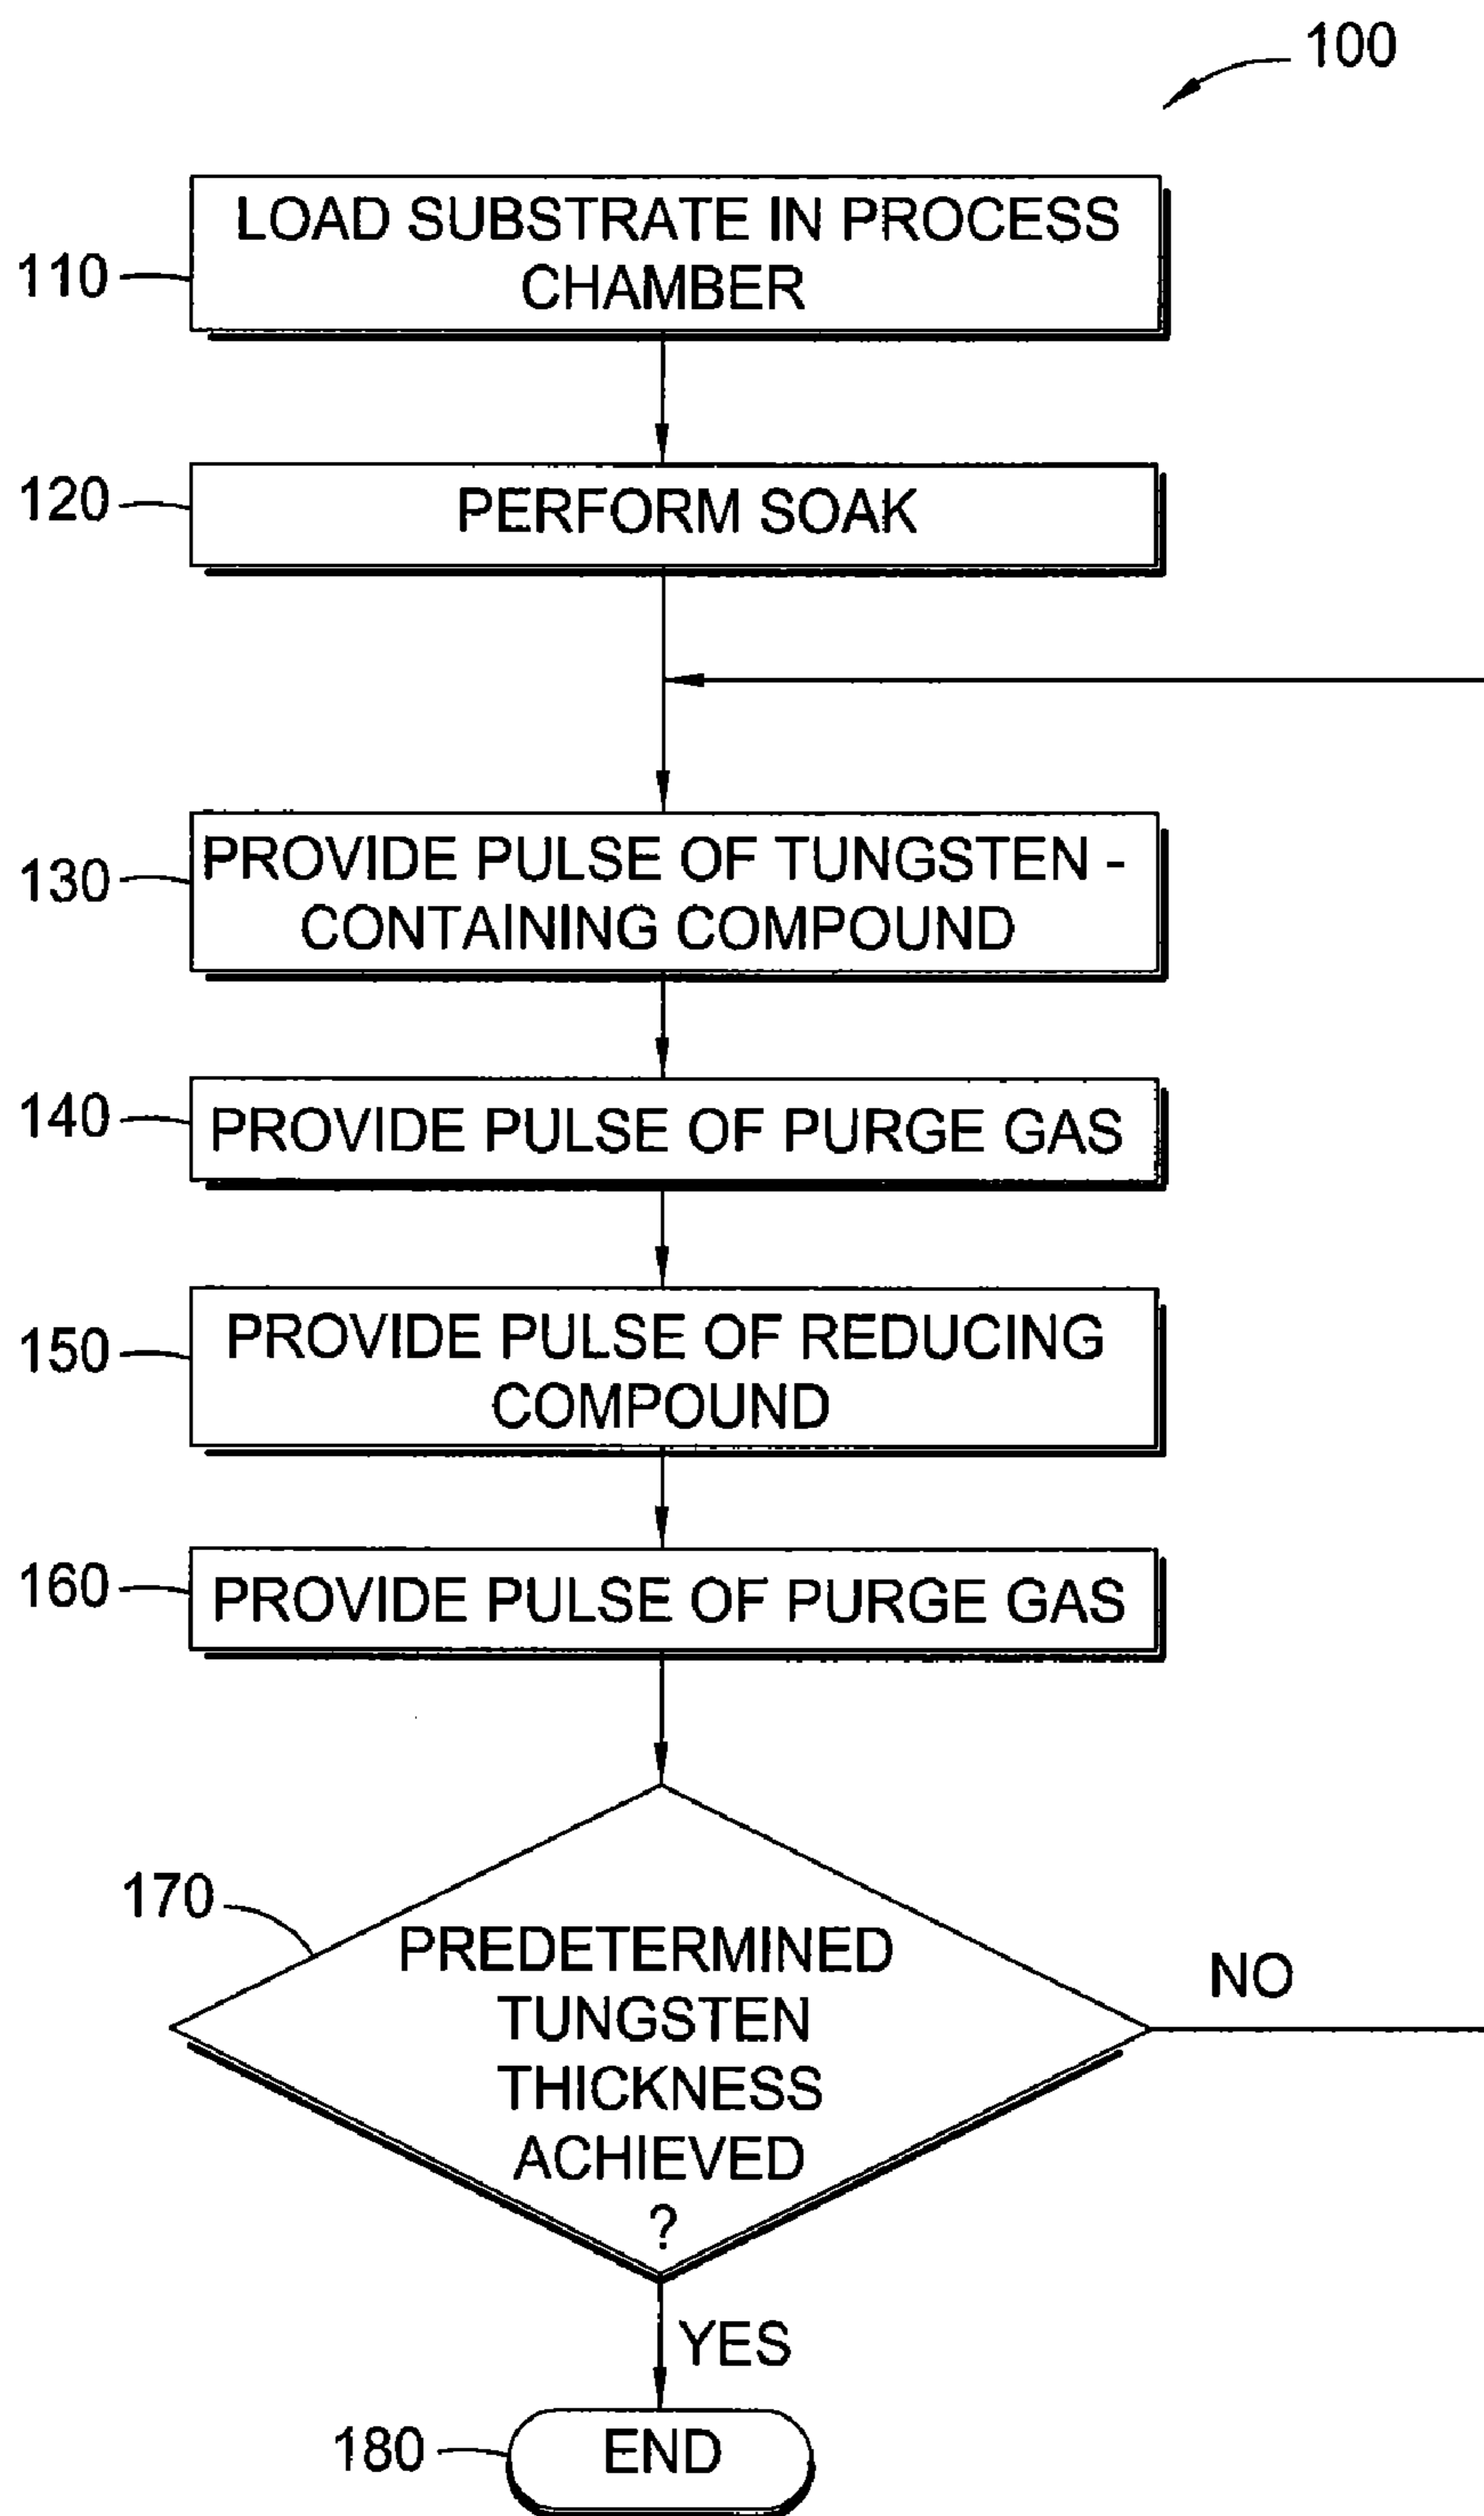 100
LOAD SUBSTRATE IN PROCESS
CHAMBER
110
PERFORM SOAK
120
PROVIDE PULSE OF TUNGSTEN -
CONTAINING COMPOUND
130
PROVIDE PULSE OF PURGE GAS
140
PROVIDE PULSE OF REDUCING
COMPOUND
150
PROVIDE PULSE OF PURGE GAS
160
170
PREDETERMINED
TUNGSTEN
THICKNESS
ACHIEVED
?
NO
YES
END
180